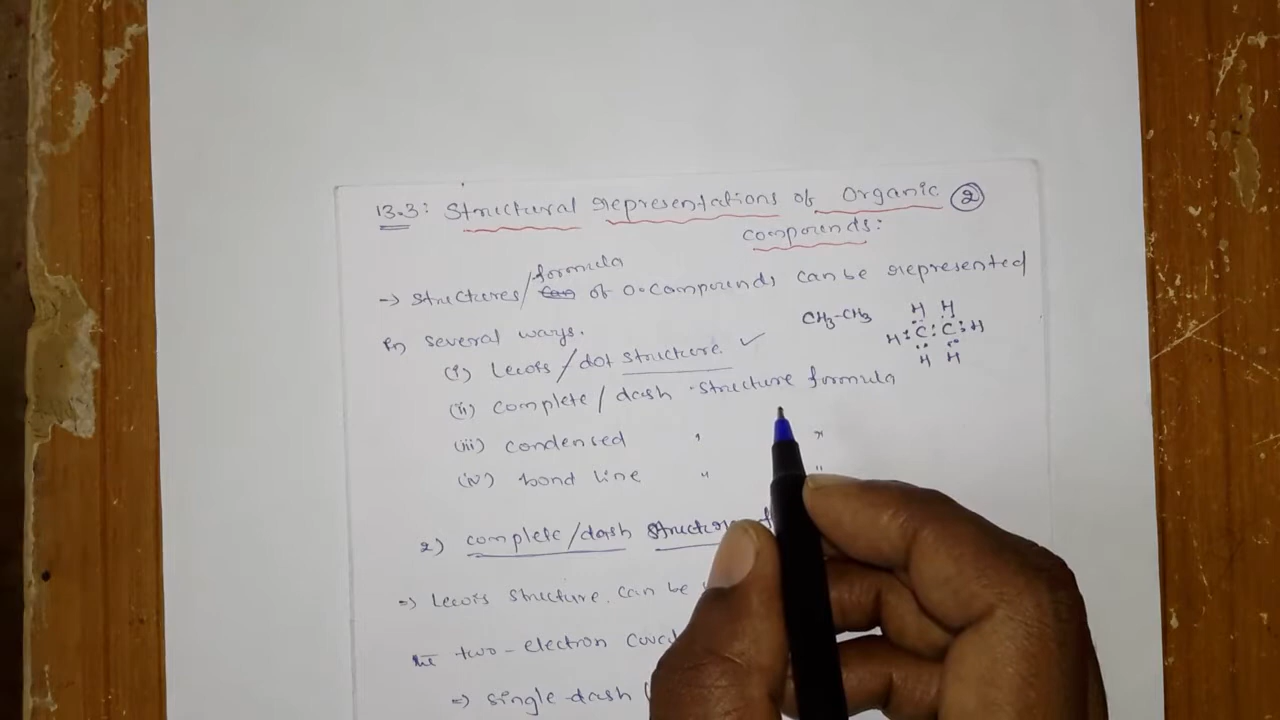 13.3: Structural representations of Organic ②
compounds:
→ structures/formula of o.compounds can be represented
in several ways.
CH3-CH3
H H
H : C : C : H
H H
(i) Lewis / dot structure. ✓
(ii) complete / dash structure formula
(iii) condensed " "
(iv) bond line " "
2) complete/dash structure
⇒ Lewis structure can be
two-electron
⇒ single dash (